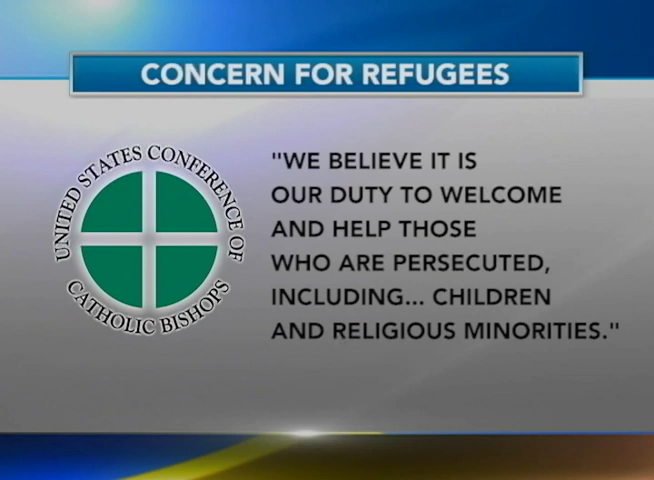 CONCERN FOR REFUGEES
UNITED STATES CONFERENCE OF
CATHOLIC BISHOPS
"WE BELIEVE IT IS
OUR DUTY TO WELCOME
AND HELP THOSE
WHO ARE PERSECUTED,
INCLUDING... CHILDREN
AND RELIGIOUS MINORITIES."